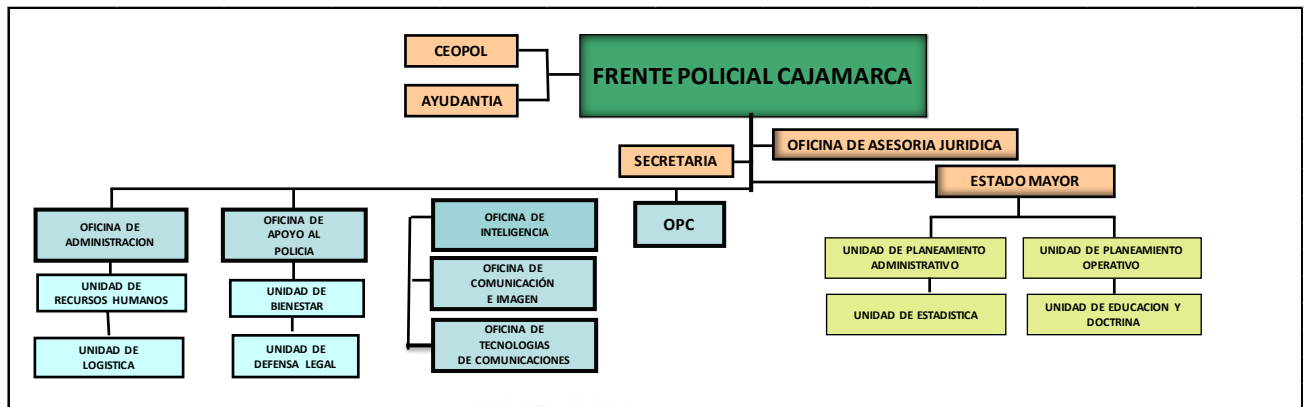 CEOPOL
FRENTE POLICIAL CAJAMARCA
AYUDANTIA
OFICINA DE ASESORIA JURIDICA
SECRETARIA
ESTADO MAYOR
OFICINA DE
ADMINISTRACION
OFICINA DE
APOYO AL
POLICIA
OFICINA DE
INTELIGENCIA
OPC
UNIDAD DE
RECURSOS HUMANOS
UNIDAD DE
BIENESTAR
OFICINA DE
COMUNICACIÓN
E IMAGEN
UNIDAD DE
LOGISTICA
UNIDAD DE
DEFENSA LEGAL
OFICINA DE
TECNOLOGIAS
DE COMUNICACIONES
UNIDAD DE PLANEAMIENTO
ADMINISTRATIVO
UNIDAD DE PLANEAMIENTO
OPERATIVO
UNIDAD DE ESTADISTICA
UNIDAD DE EDUCACION Y
DOCTRINA